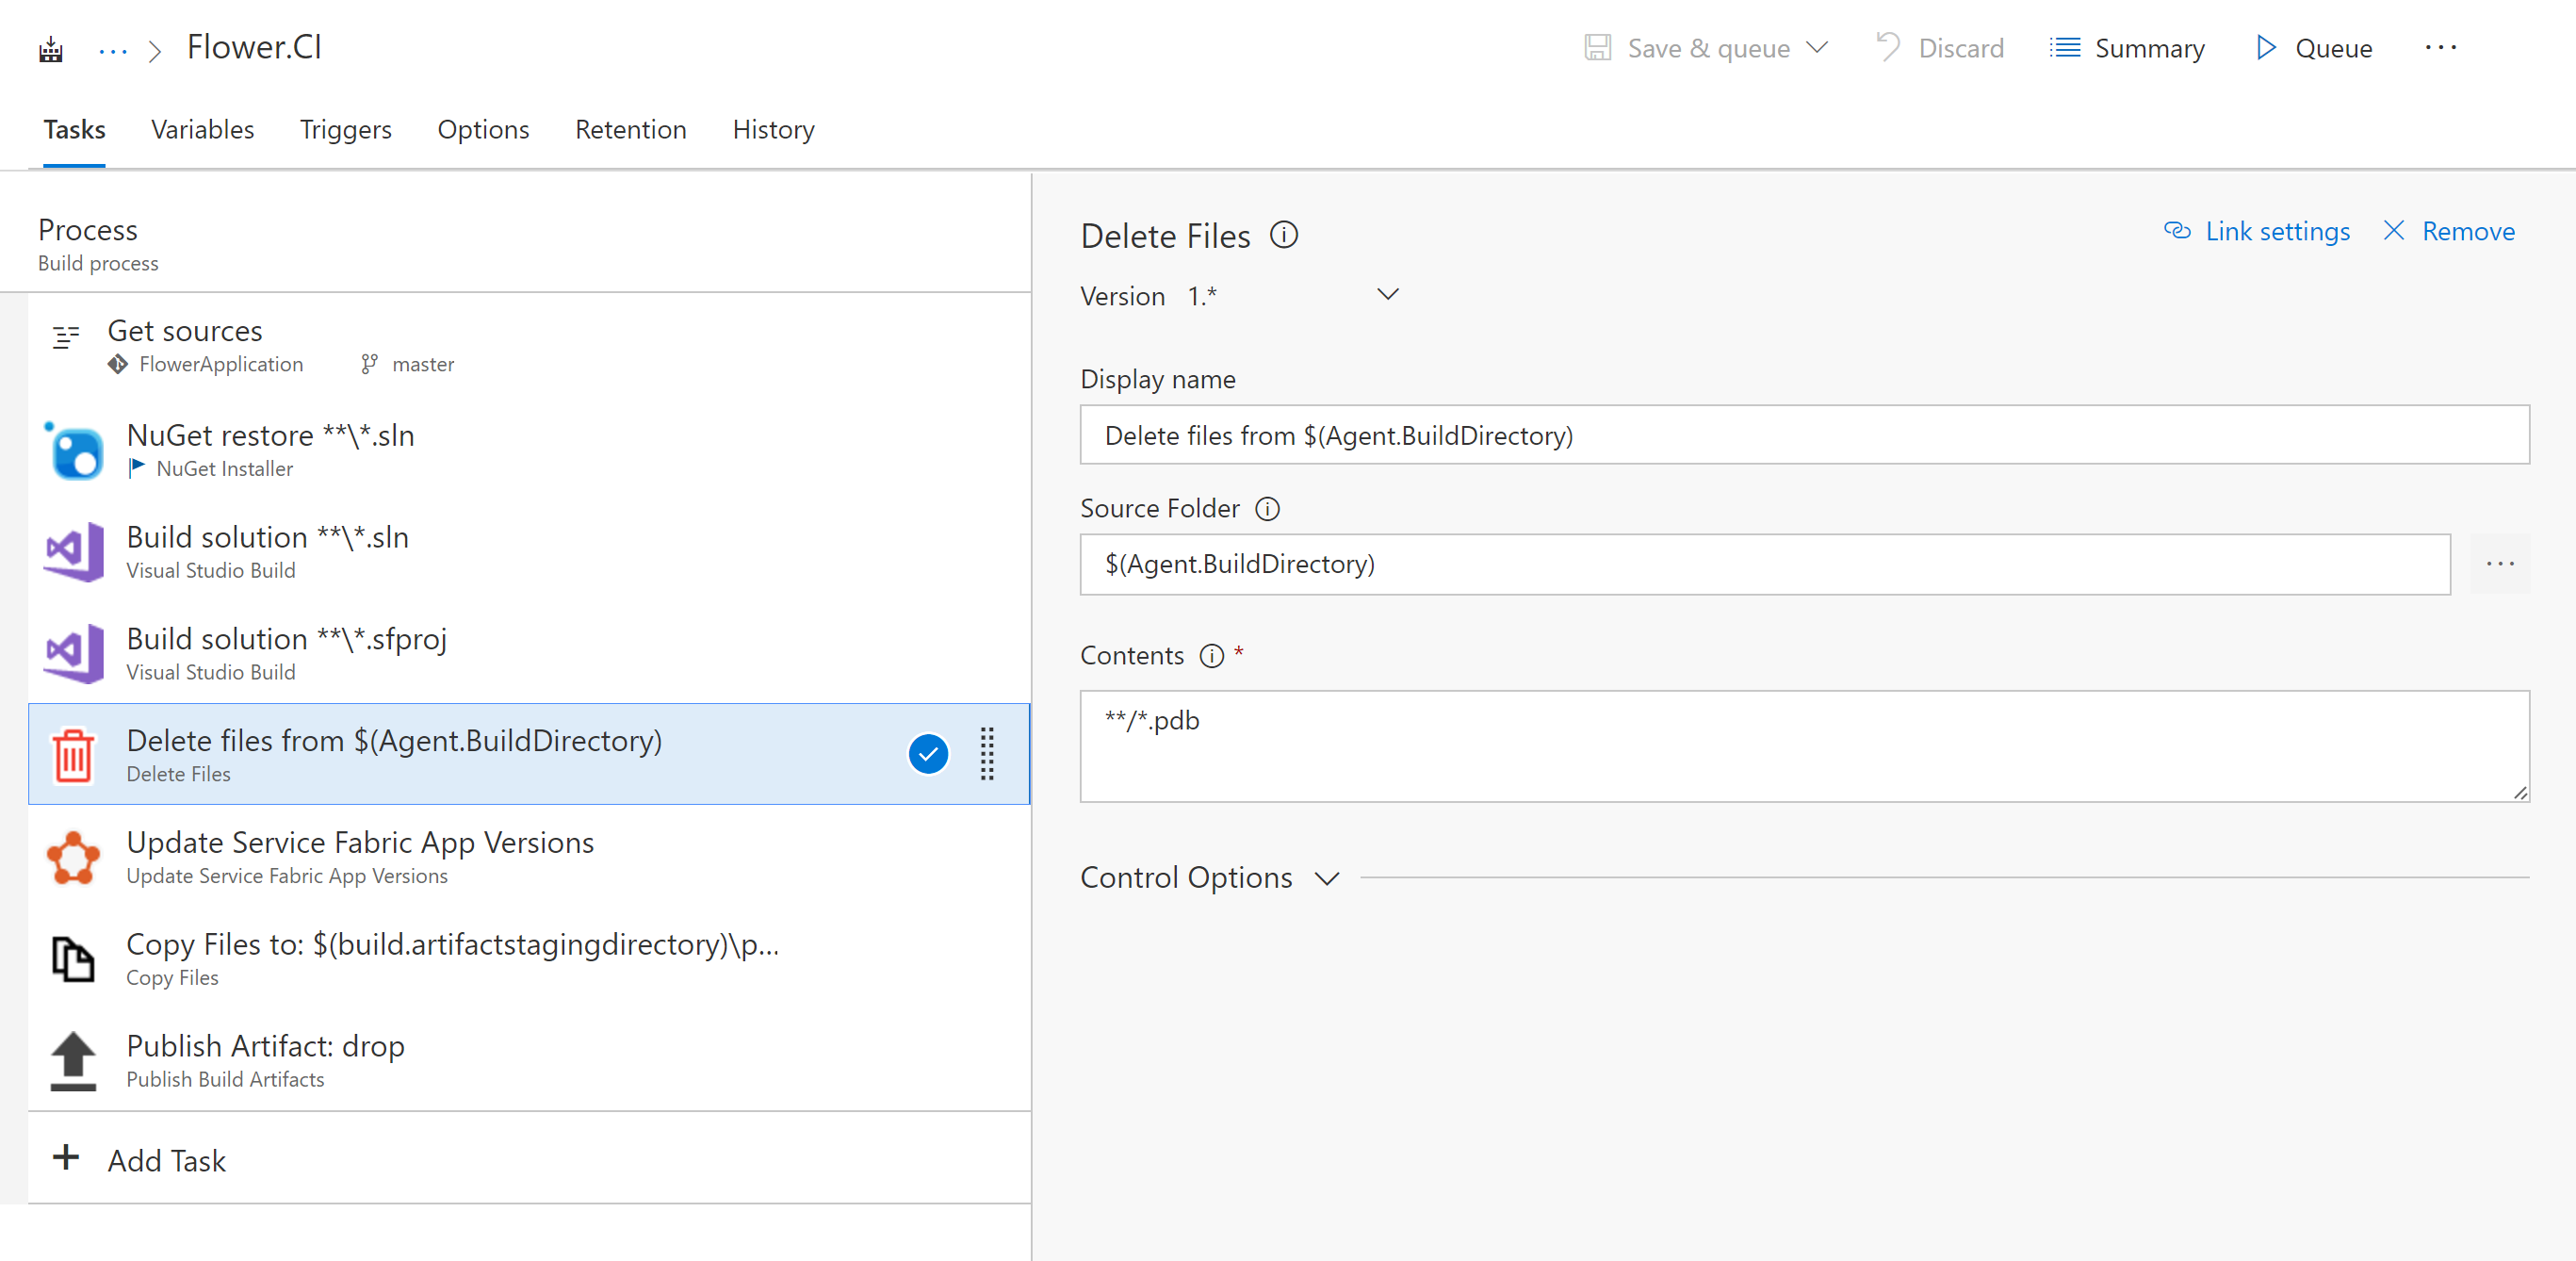 ... > Flower.CI
Save & queue
Discard
Summary
Queue
...
Tasks
Variables
Triggers
Options
Retention
History
Process
Build process
Get sources
FlowerApplication master
NuGet restore **\*.sln
NuGet Installer
Build solution **\*.sln
Visual Studio Build
Build solution **\*.sfproj
Visual Studio Build
Delete files from $(Agent.BuildDirectory)
Delete Files
Update Service Fabric App Versions
Update Service Fabric App Versions
Copy Files to: $(build.artifactstagingdirectory)\p...
Copy Files
Publish Artifact: drop
Publish Build Artifacts
+ Add Task
Delete Files
Link settings
Remove
Version 1.*
Display name
Delete files from $(Agent.BuildDirectory)
Source Folder
$(Agent.BuildDirectory)
...
Contents *
**/*.pdb
Control Options